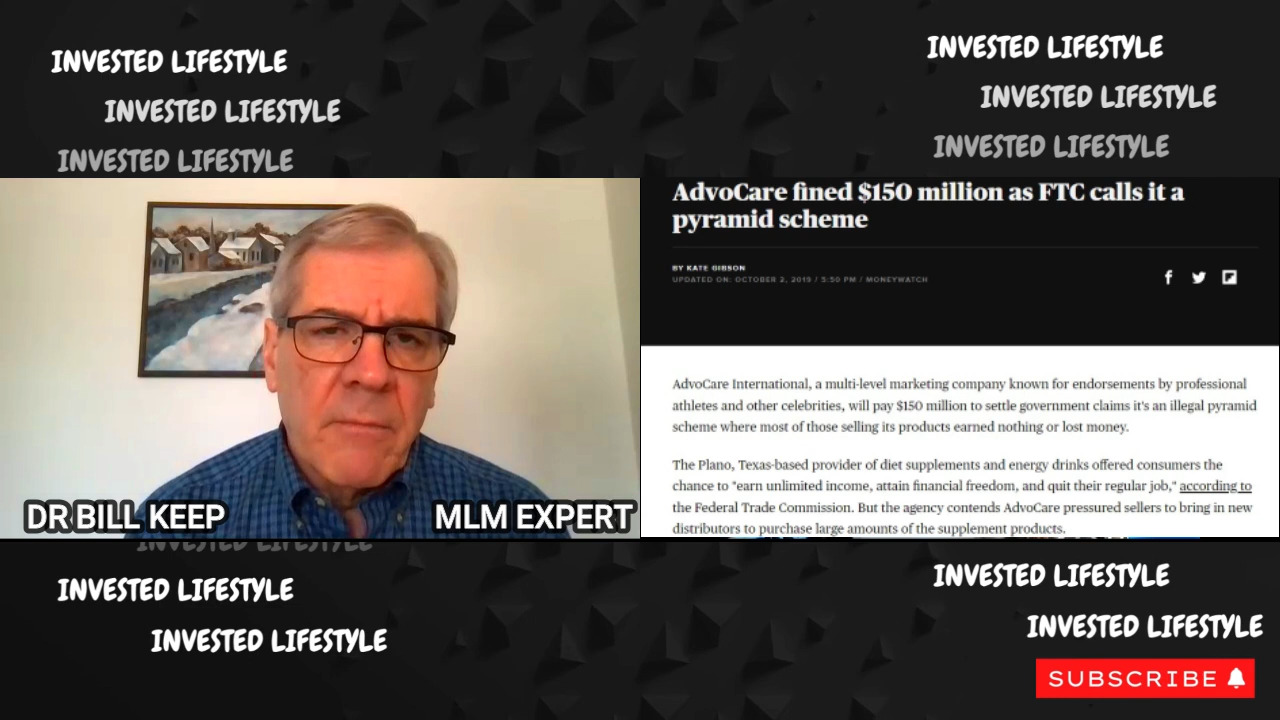 INVESTED LIFESTYLE
INVESTED LIFESTYLE
INVESTED LIFESTYLE
INVESTED LIFESTYLE
INVESTED LIFESTYLE
INVESTED LIFESTYLE
DR BILL KEEP
MLM EXPERT
AdvoCare fined $150 million as FTC calls it a
pyramid scheme
BY KATE GIBSON
UPDATED ON: OCTOBER 2, 2019 / 5:50 PM / MONEYWATCH
AdvoCare International, a multi-level marketing company known for endorsements by professional
athletes and other celebrities, will pay $150 million to settle government claims it's an illegal pyramid
scheme where most of those selling its products earned nothing or lost money.
The Plano, Texas-based provider of diet supplements and energy drinks offered consumers the
chance to "earn unlimited income, attain financial freedom, and quit their regular job," according to
the Federal Trade Commission. But the agency contends AdvoCare pressured sellers to bring in new
distributors to purchase large amounts of the supplement products.
INVESTED LIFESTYLE
INVESTED LIFESTYLE
INVESTED LIFESTYLE
INVESTED LIFESTYLE
INVESTED LIFESTYLE
SUBSCRIBE